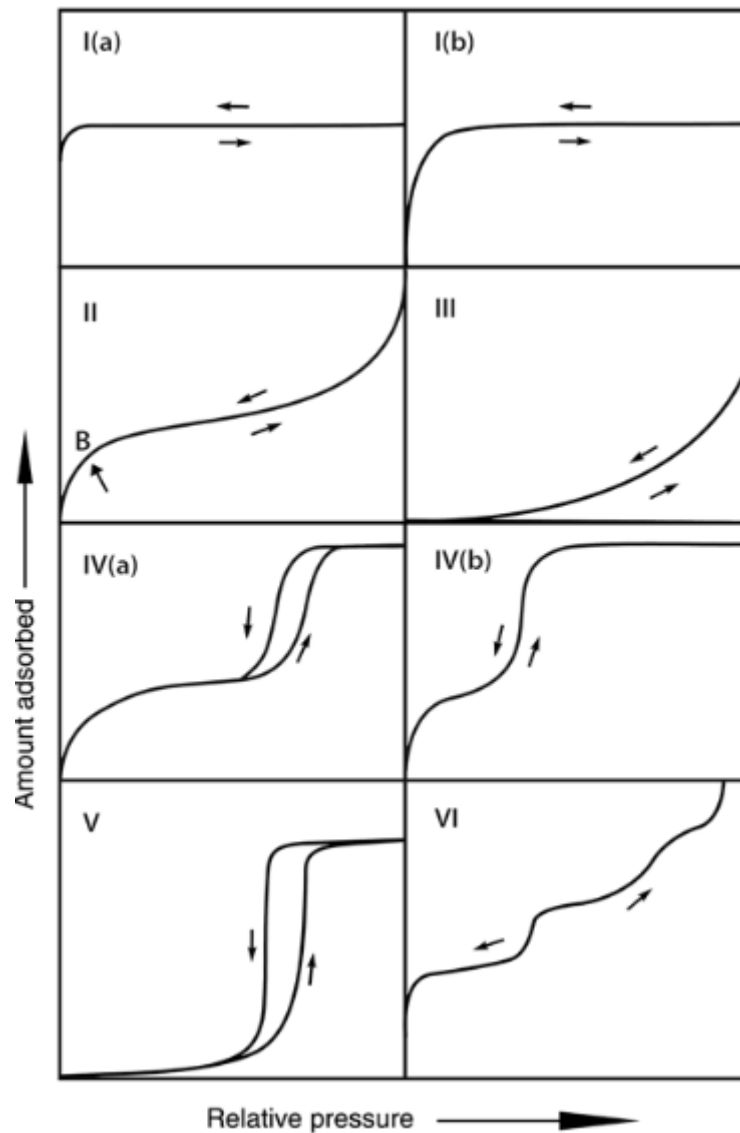 I(a)
I(b)
II
III
B
IV(a)
IV(b)
V
VI
Amount adsorbed
Relative pressure